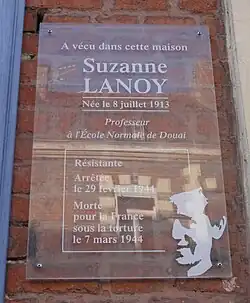 A vécu dans cette maison
Suzanne
LANOY
Née le 8 juillet 1913
Professeur
à l'École Normale de Douai
Résistante
Arrêtée
le 29 février 1944
Morte
pour la France
sous la torture
le 7 mars 1944